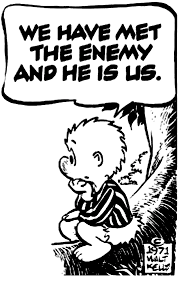 WE HAVE MET
THE ENEMY
AND HE IS US.
©
1971
WALT
KELLY